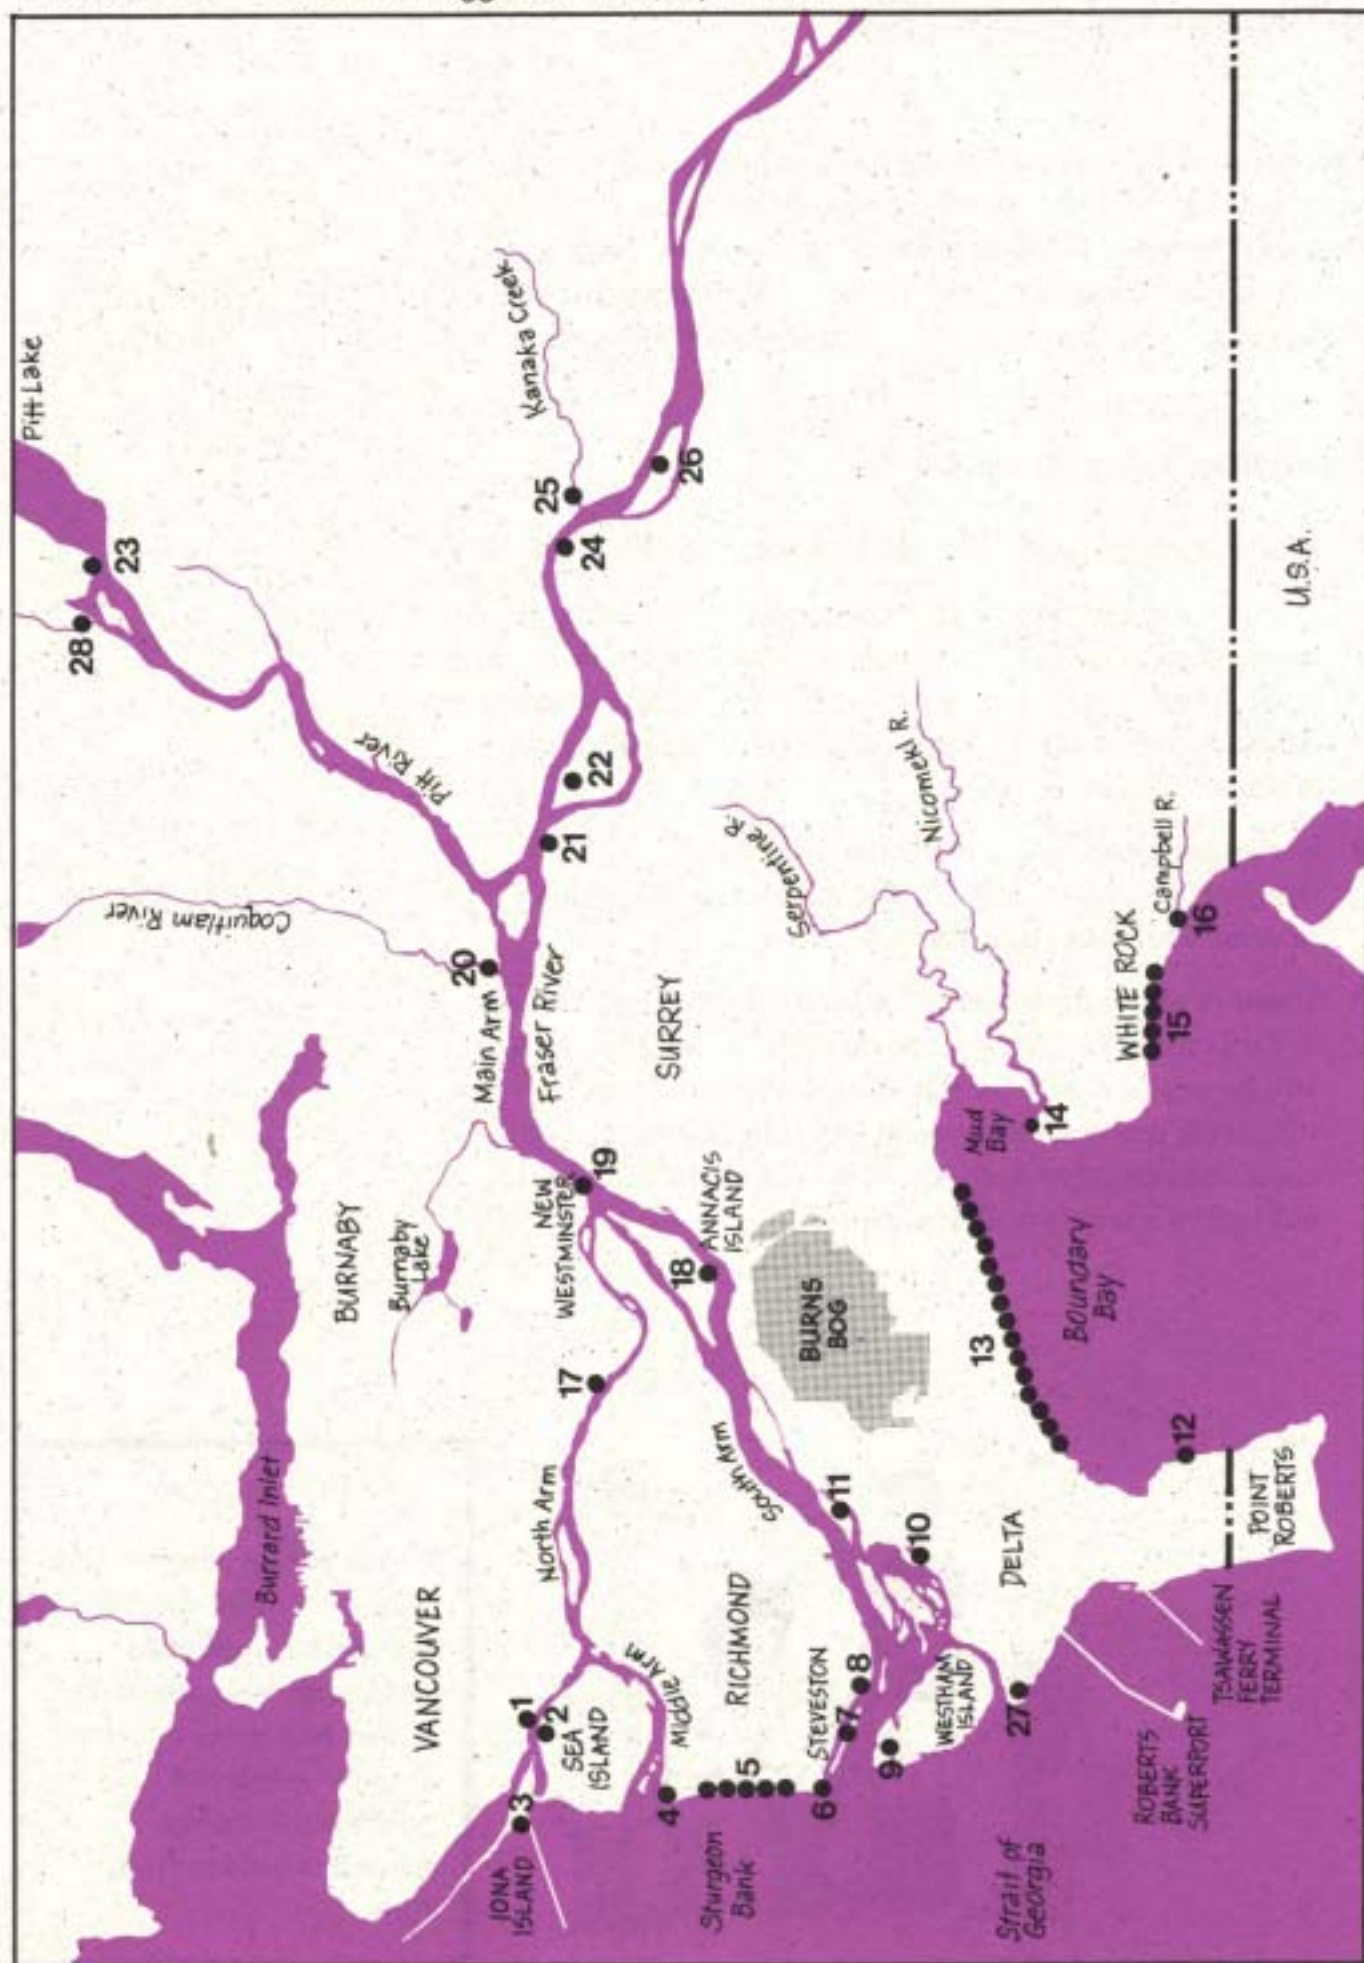 Pitt Lake
28
23
Pitt River
Coquitlam River
Kanaka Creek
25
24
26
22
21
20
Main Arm
Fraser River
Serpentine R.
Nicomekl R.
Campbell R.
16
WHITE ROCK
15
U.S.A.
SURREY
Mud
Bay
14
BURNABY
Burnaby
Lake
NEW
WESTMINSTER
19
18
ANNACIS
ISLAND
BURNS
BOG
13
Boundary
Bay
12
17
Burrard Inlet
North Arm
South Arm
11
10
DELTA
POINT
ROBERTS
VANCOUVER
1
2
SEA
ISLAND
3
IONA
ISLAND
Middle Arm
RICHMOND
4
5
6
STEVESTON
7
8
9
WESTHAM
ISLAND
27
TSAWASSEN
FERRY
TERMINAL
ROBERTS
BANK
SUPERPORT
Sturgeon
Bank
Strait of
Georgia